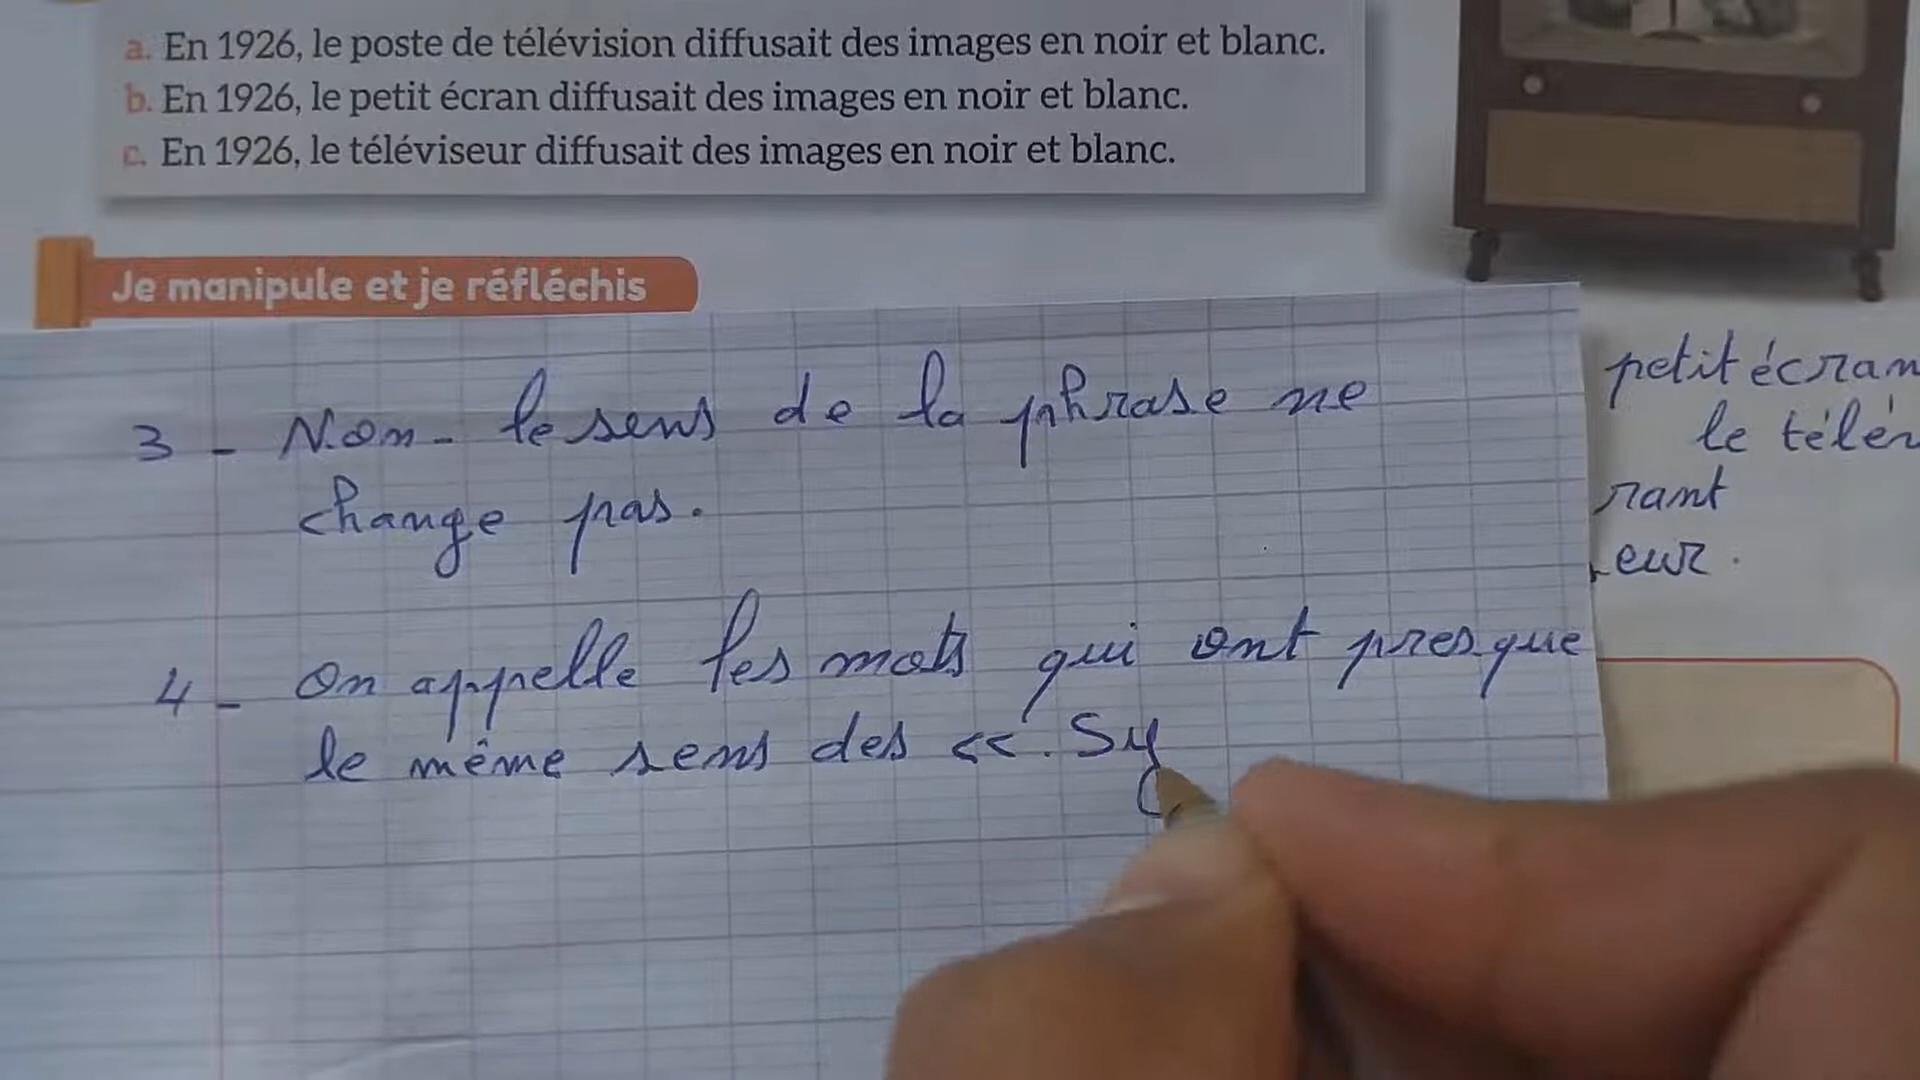 a. En 1926, le poste de télévision diffusait des images en noir et blanc.
b. En 1926, le petit écran diffusait des images en noir et blanc.
c. En 1926, le téléviseur diffusait des images en noir et blanc.
Je manipule et je réfléchis
3 - Non - le sens de la phrase ne
change pas.
4 - On appelle les mots qui ont presque
le même sens des <<. Sy
petit écran
le télév
rant
eur.